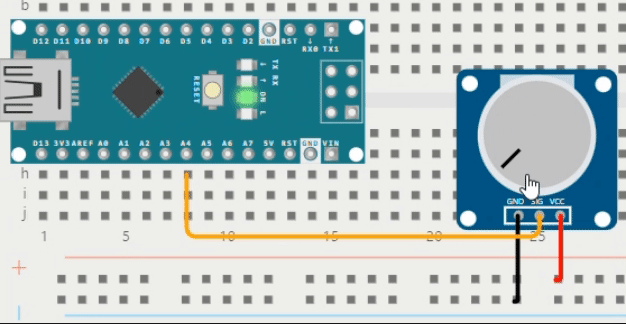 b
D12 D11 D10 D9 D8 D7 D6 D5 D4 D3 D2 GND RST ↓ ↑
RX0 TX1
RESET
TX RX
↓ ↑
ON L
D13 3V3 AREF A0 A1 A2 A3 A4 A5 A6 A7 5V RST GND VIN
h
i
j
1 5 10 15 20 25
GND SIG VCC
+